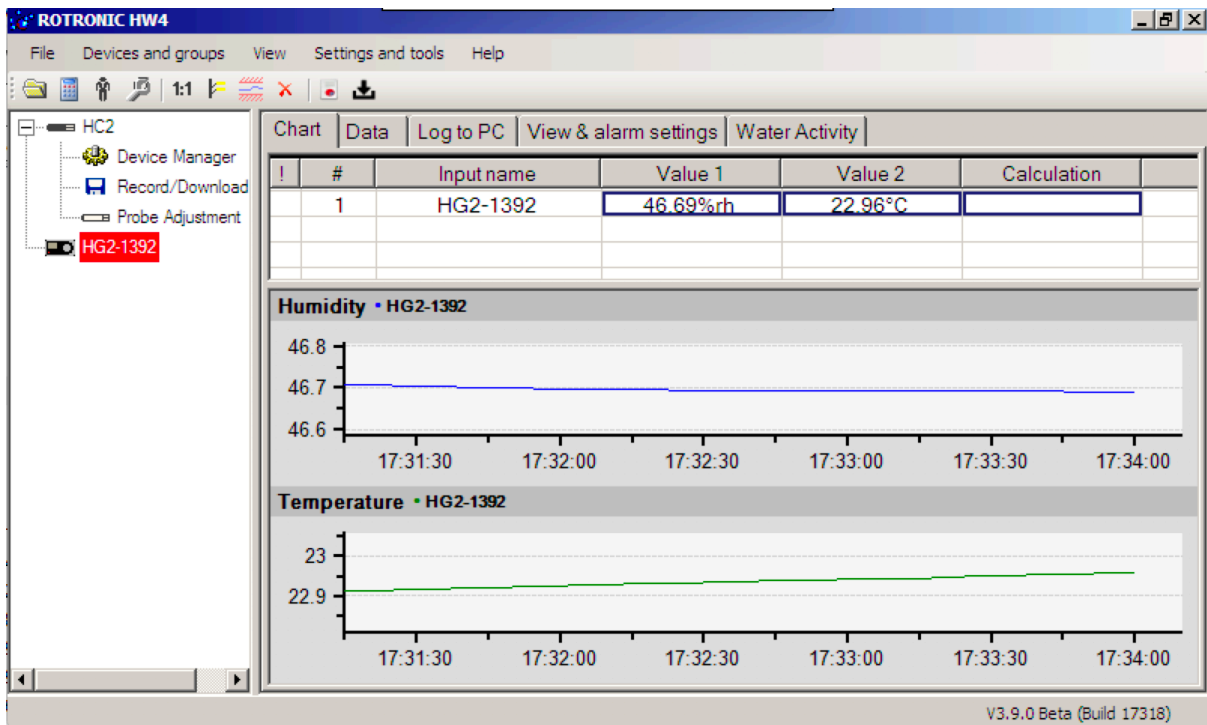 ROTRONIC HW4
File Devices and groups View Settings and tools Help
1:1
HC2
Device Manager
Record/Download
Probe Adjustment
HG2-1392
Chart Data Log to PC View & alarm settings Water Activity
! # Input name Value 1 Value 2 Calculation
1 HG2-1392 46.69%rh 22.96°C
Humidity • HG2-1392
46.8
46.7
46.6
17:31:30 17:32:00 17:32:30 17:33:00 17:33:30 17:34:00
Temperature • HG2-1392
23
22.9
17:31:30 17:32:00 17:32:30 17:33:00 17:33:30 17:34:00
V3.9.0 Beta (Build 17318)